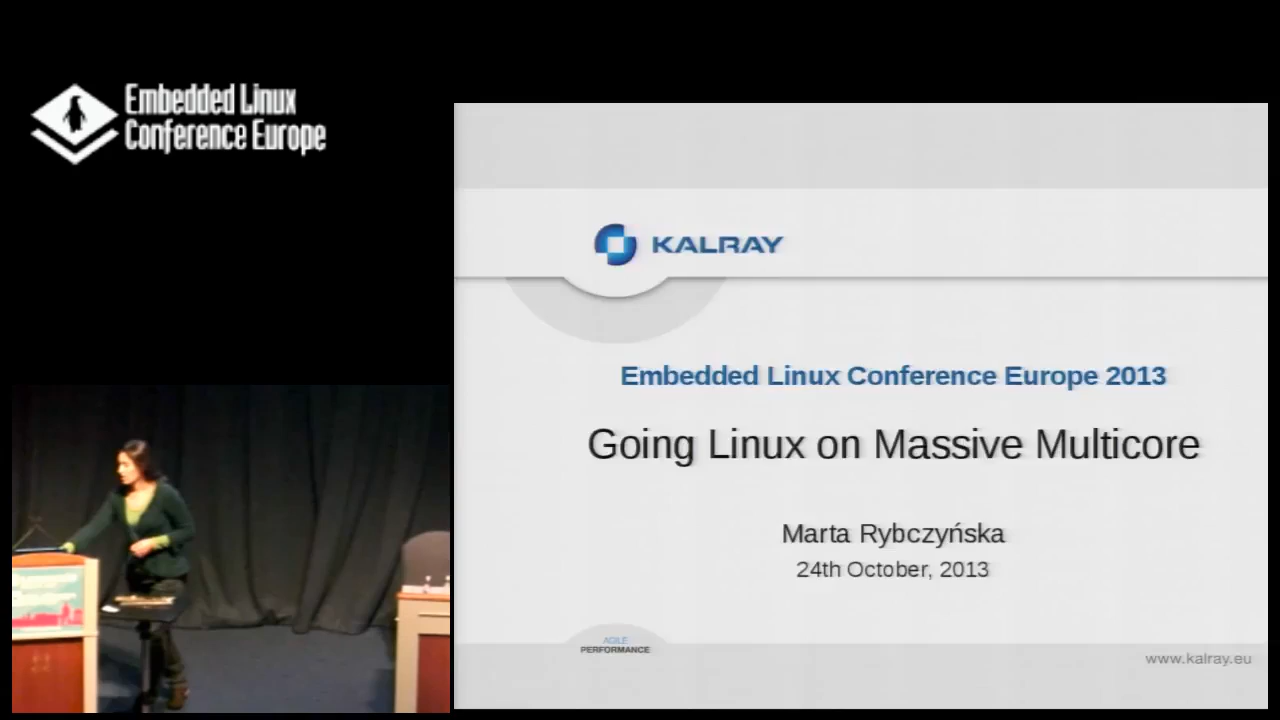 Embedded Linux
Conference Europe
KALRAY
Embedded Linux Conference Europe 2013
Going Linux on Massive Multicore
Marta Rybczyńska
24th October, 2013
AGILE
PERFORMANCE
www.kalray.eu